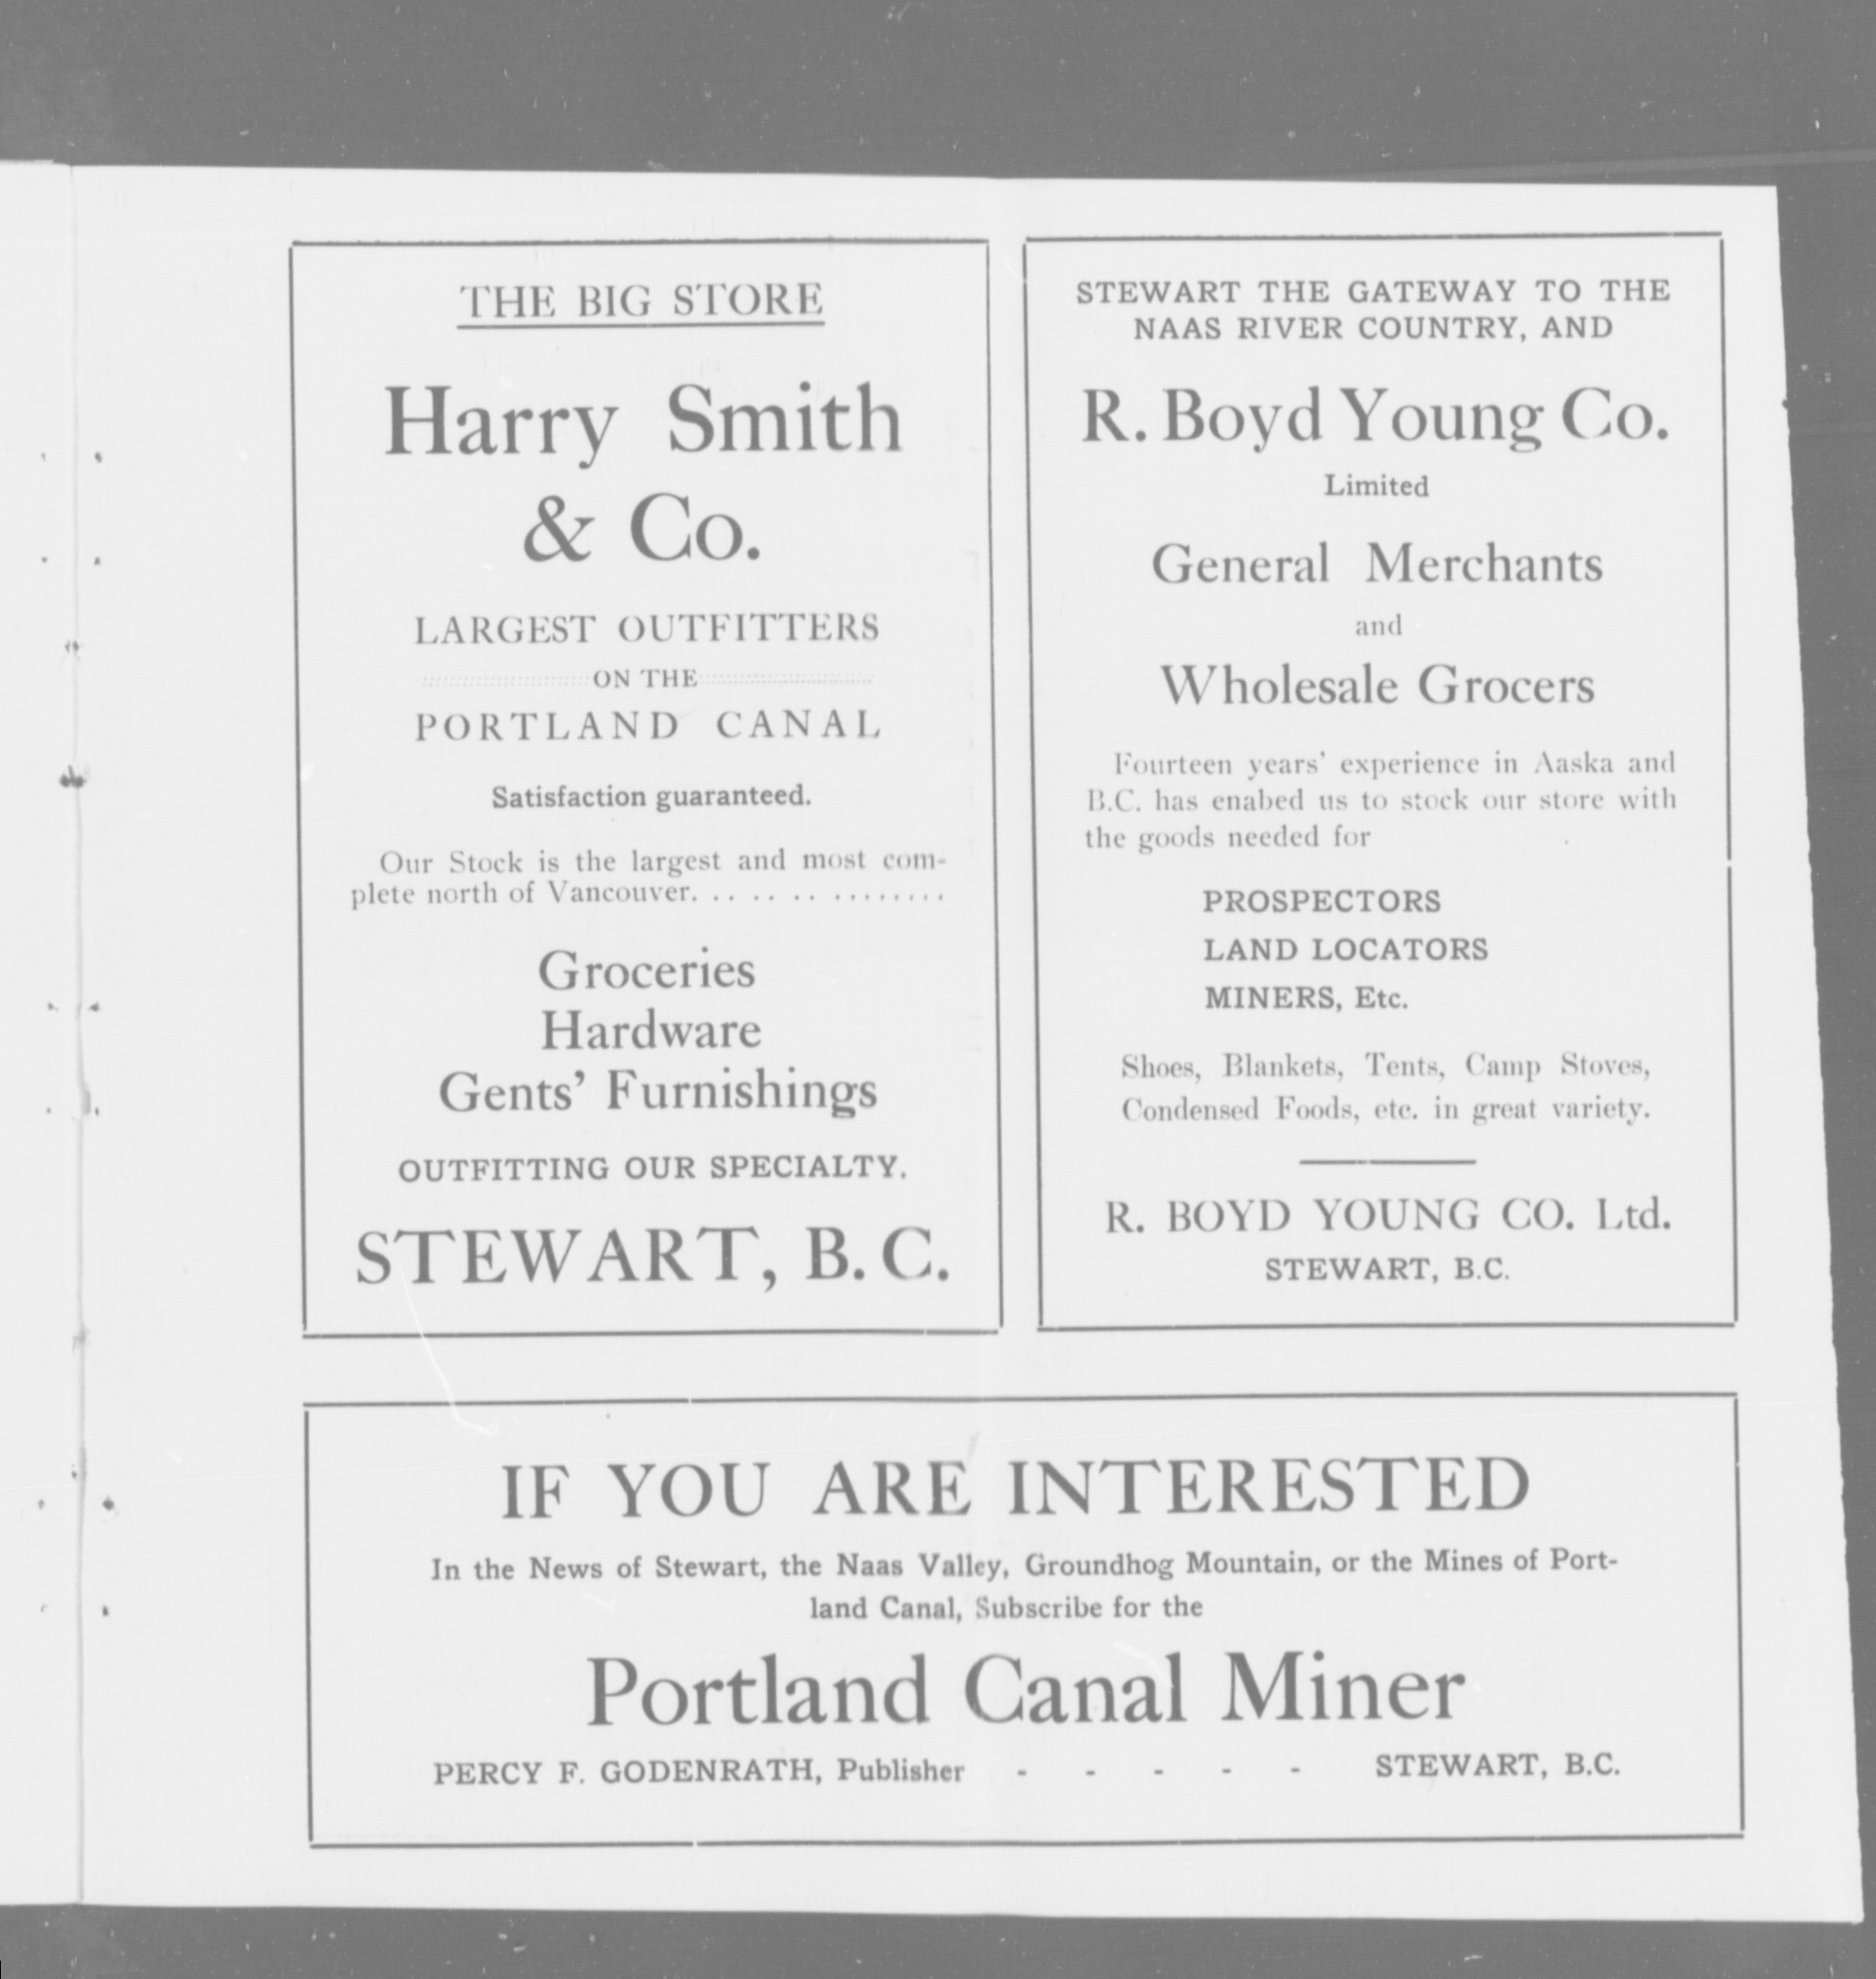 THE BIG STORE
Harry Smith
& Co.
LARGEST OUTFITTERS
ON THE
PORTLAND CANAL
Satisfaction guaranteed.
Our Stock is the largest and most com-
plete north of Vancouver. . . . . . . . . . . . . . .
Groceries
Hardware
Gents' Furnishings
OUTFITTING OUR SPECIALTY.
STEWART, B. C.
STEWART THE GATEWAY TO THE
NAAS RIVER COUNTRY, AND
R. Boyd Young Co.
Limited
General Merchants
and
Wholesale Grocers
Fourteen years' experience in Aaska and
B.C. has enabed us to stock our store with
the goods needed for
PROSPECTORS
LAND LOCATORS
MINERS, Etc.
Shoes, Blankets, Tents, Camp Stoves,
Condensed Foods, etc. in great variety.
R. BOYD YOUNG CO. Ltd.
STEWART, B.C.
IF YOU ARE INTERESTED
In the News of Stewart, the Naas Valley, Groundhog Mountain, or the Mines of Port-
land Canal, Subscribe for the
Portland Canal Miner
PERCY F. GODENRATH, Publisher - - - - - STEWART, B.C.